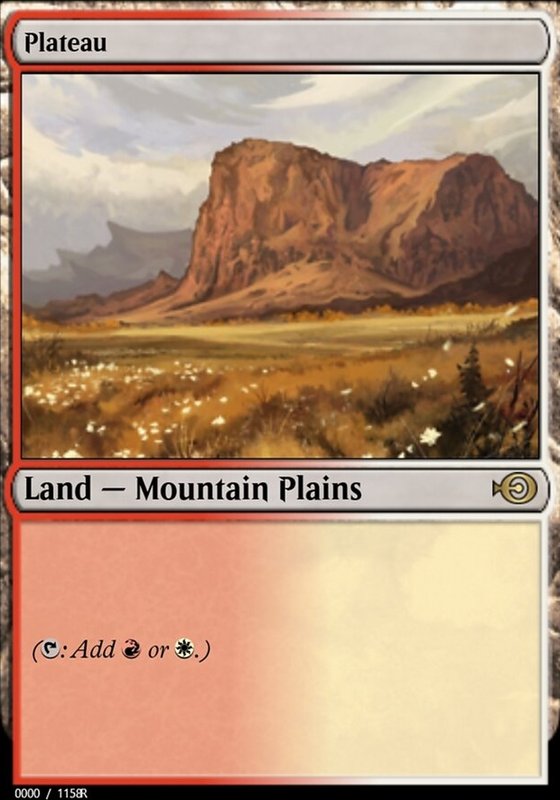 Plateau
Land — Mountain Plains
(: Add or .)
0000 / 1158R